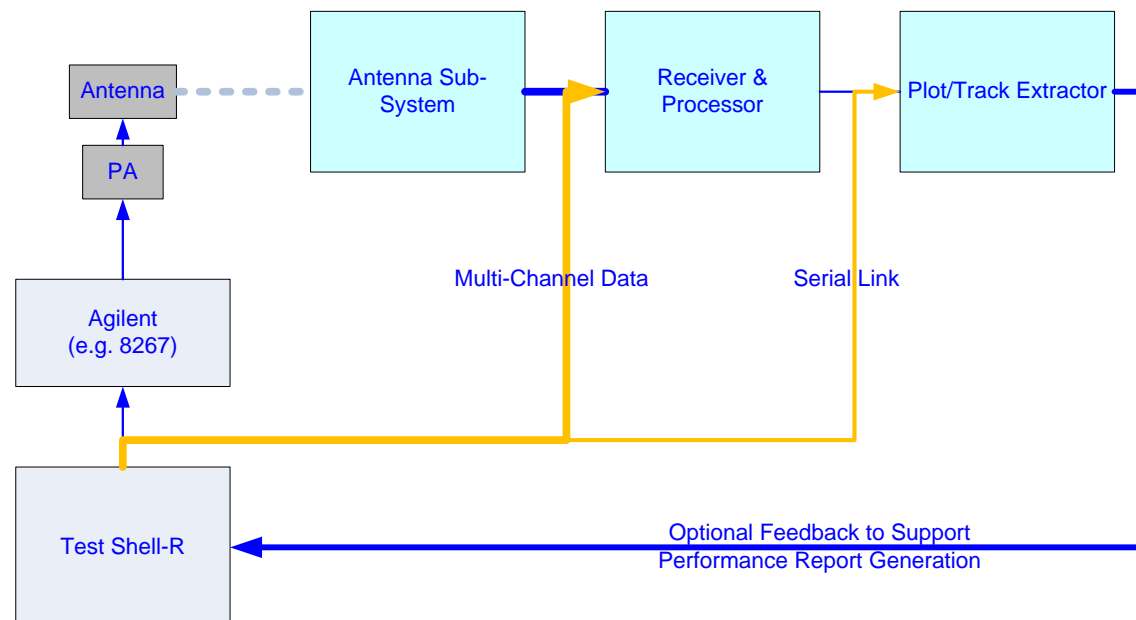 Antenna Sub-
System
Receiver &
Processor
Plot/Track Extractor
Antenna
PA
Multi-Channel Data
Serial Link
Agilent
(e.g. 8267)
Test Shell-R
Optional Feedback to Support
Performance Report Generation